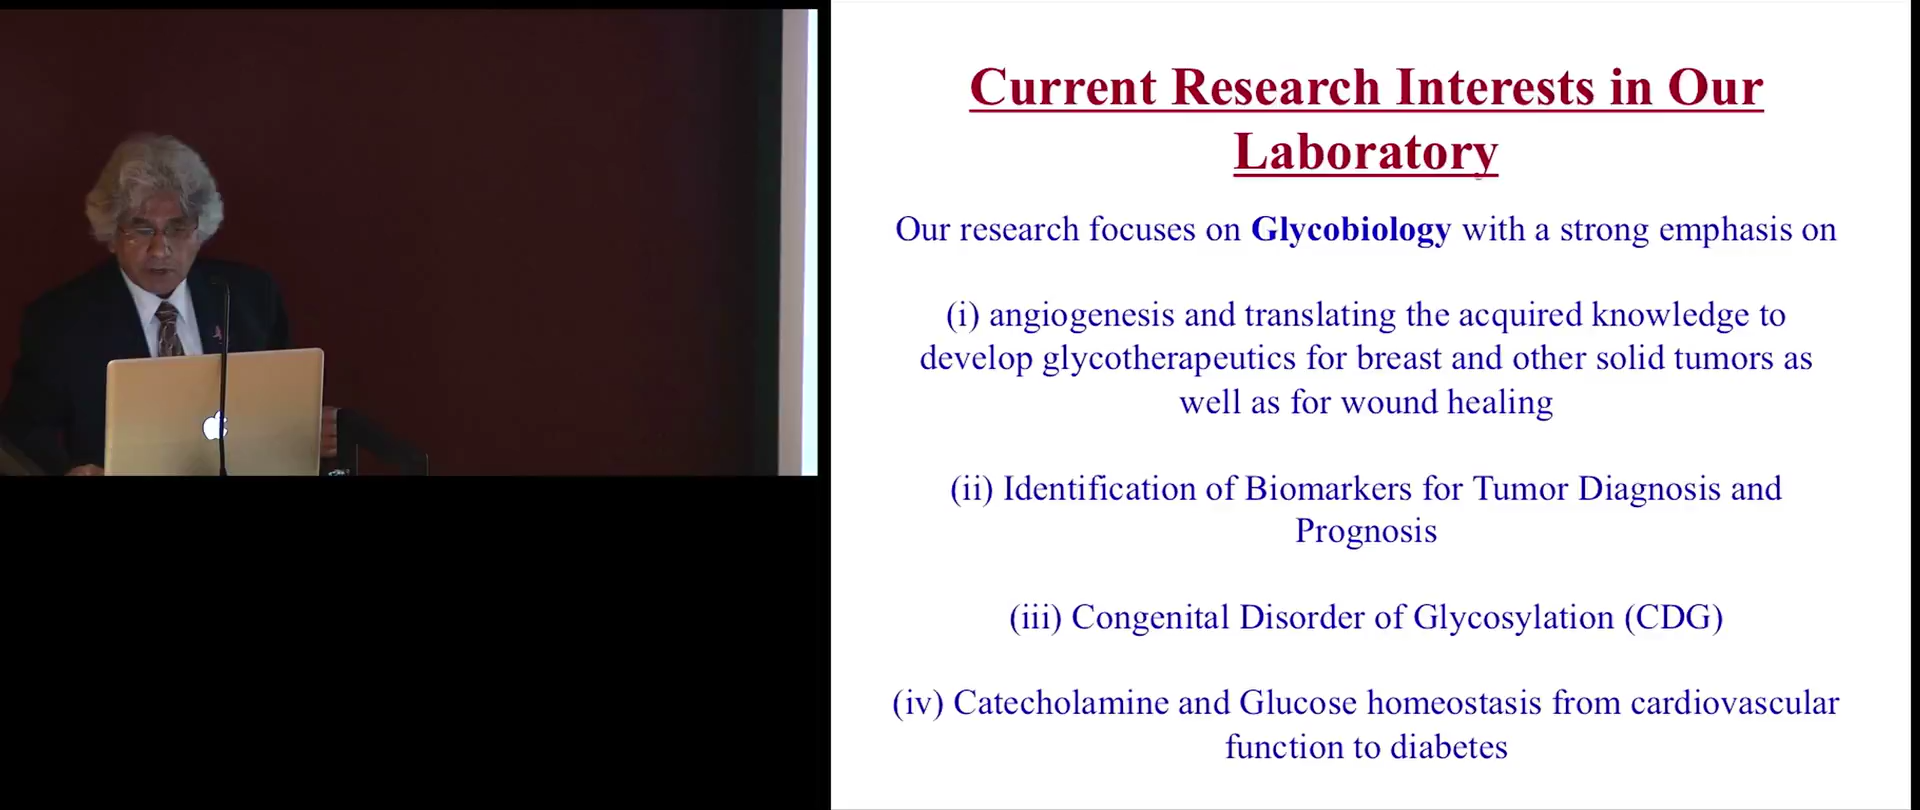 Current Research Interests in Our
Laboratory
Our research focuses on Glycobiology with a strong emphasis on
(i) angiogenesis and translating the acquired knowledge to
develop glycotherapeutics for breast and other solid tumors as
well as for wound healing
(ii) Identification of Biomarkers for Tumor Diagnosis and
Prognosis
(iii) Congenital Disorder of Glycosylation (CDG)
(iv) Catecholamine and Glucose homeostasis from cardiovascular
function to diabetes